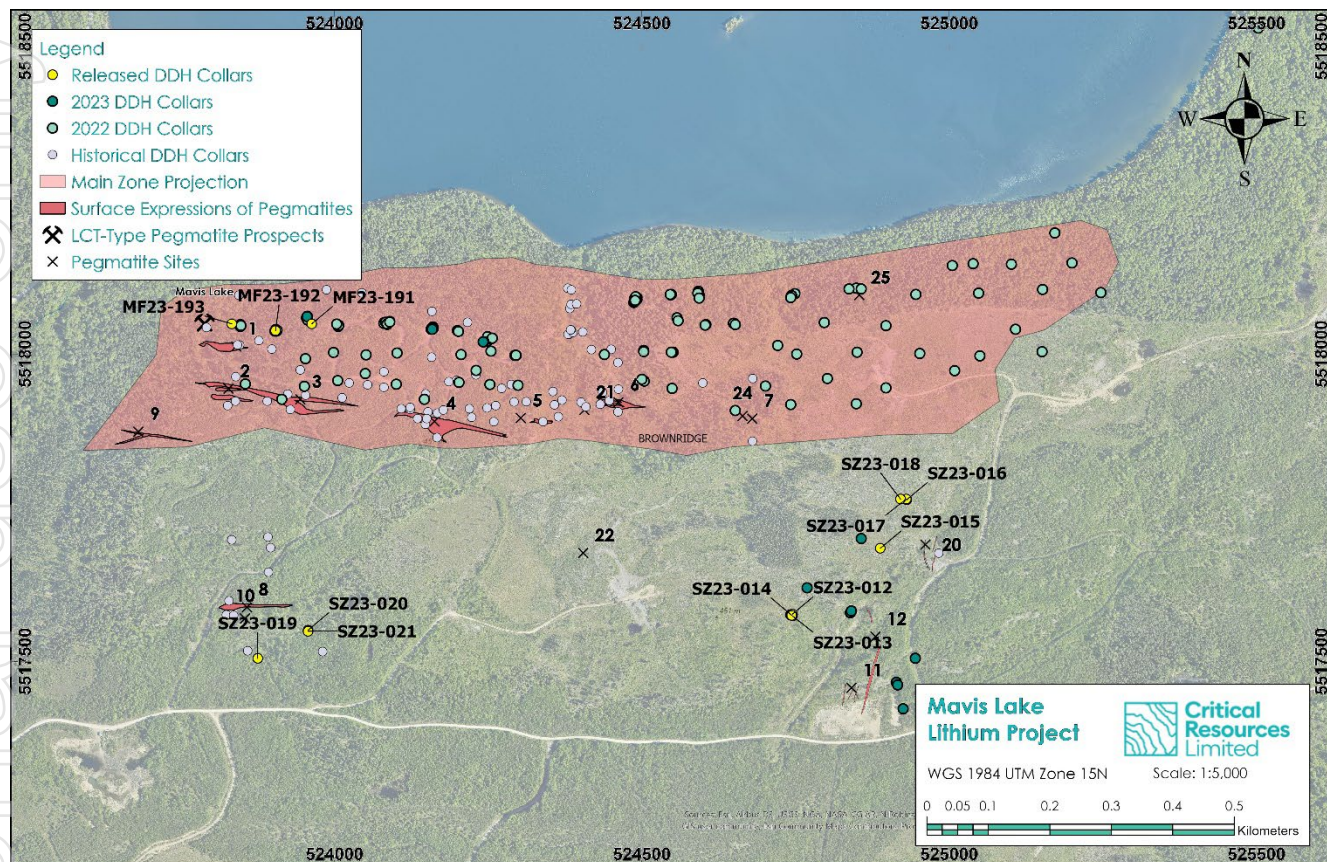 524000
524500
525000
525500
5518500
5518500
Legend
Released DDH Collars
2023 DDH Collars
2022 DDH Collars
Historical DDH Collars
Main Zone Projection
Surface Expressions of Pegmatites
LCT-Type Pegmatite Prospects
Pegmatite Sites
N
W
E
S
25
Mavis Lake
MF23-193
MF23-192
MF23-191
1
5518000
5518000
2
3
21
6
24
7
9
4
5
BROWNRIDGE
SZ23-018
SZ23-016
SZ23-017
SZ23-015
22
20
SZ23-014
SZ23-012
10
8
SZ23-020
SZ23-019
SZ23-021
SZ23-013
12
11
5517500
5517500
Mavis Lake
Lithium Project
Critical
Resources
Limited
WGS 1984 UTM Zone 15N
Scale: 1:5,000
0
0.05
0.1
0.2
0.3
0.4
0.5
Kilometers
524000
524500
525000
525500